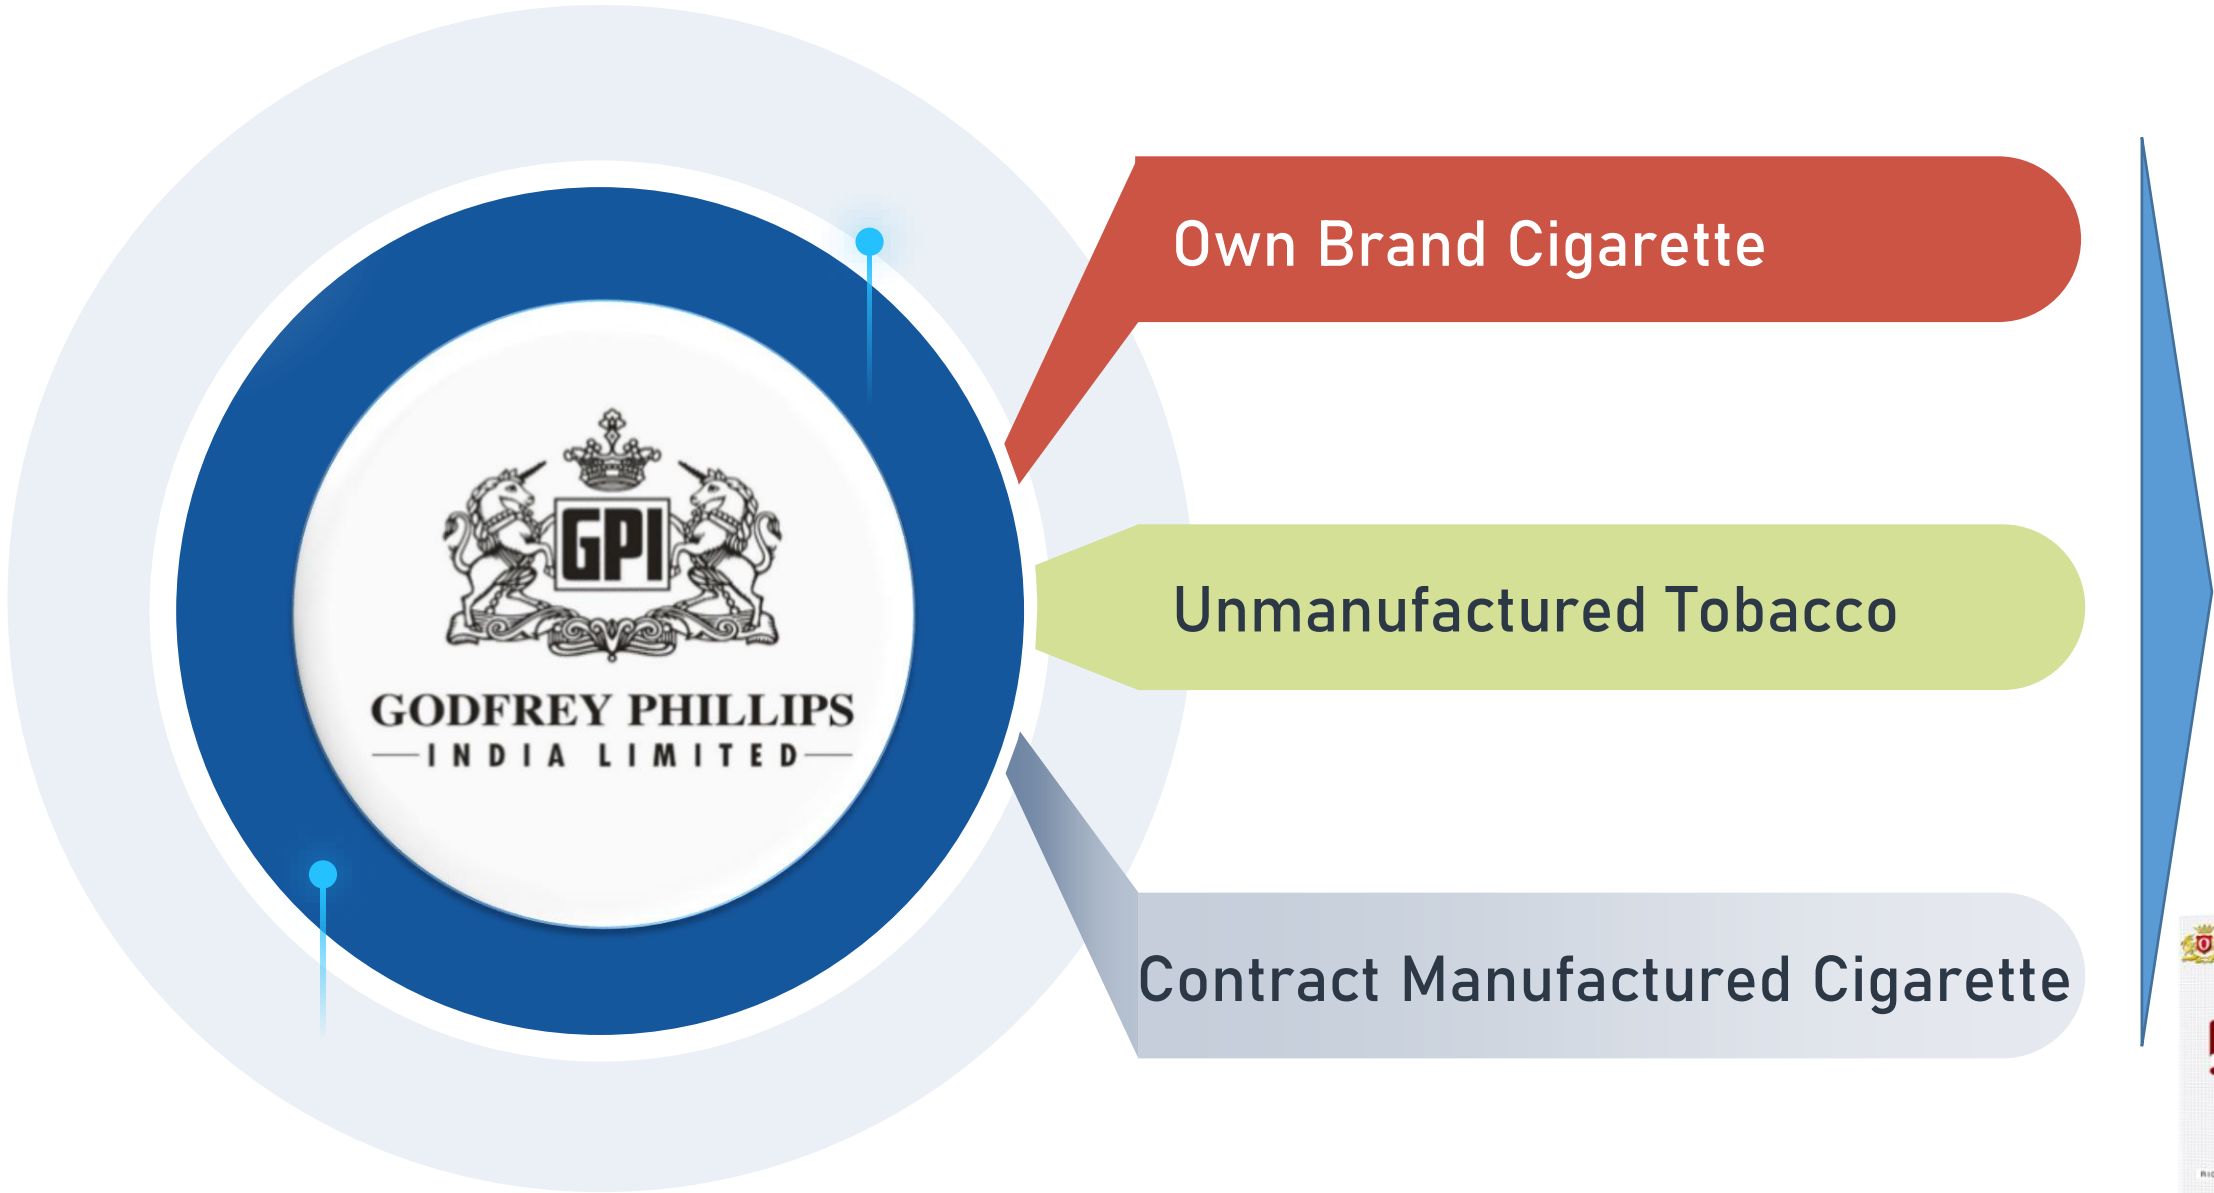 GPI
GODFREY PHILLIPS
INDIA LIMITED
Own Brand Cigarette
Unmanufactured Tobacco
Contract Manufactured Cigarette